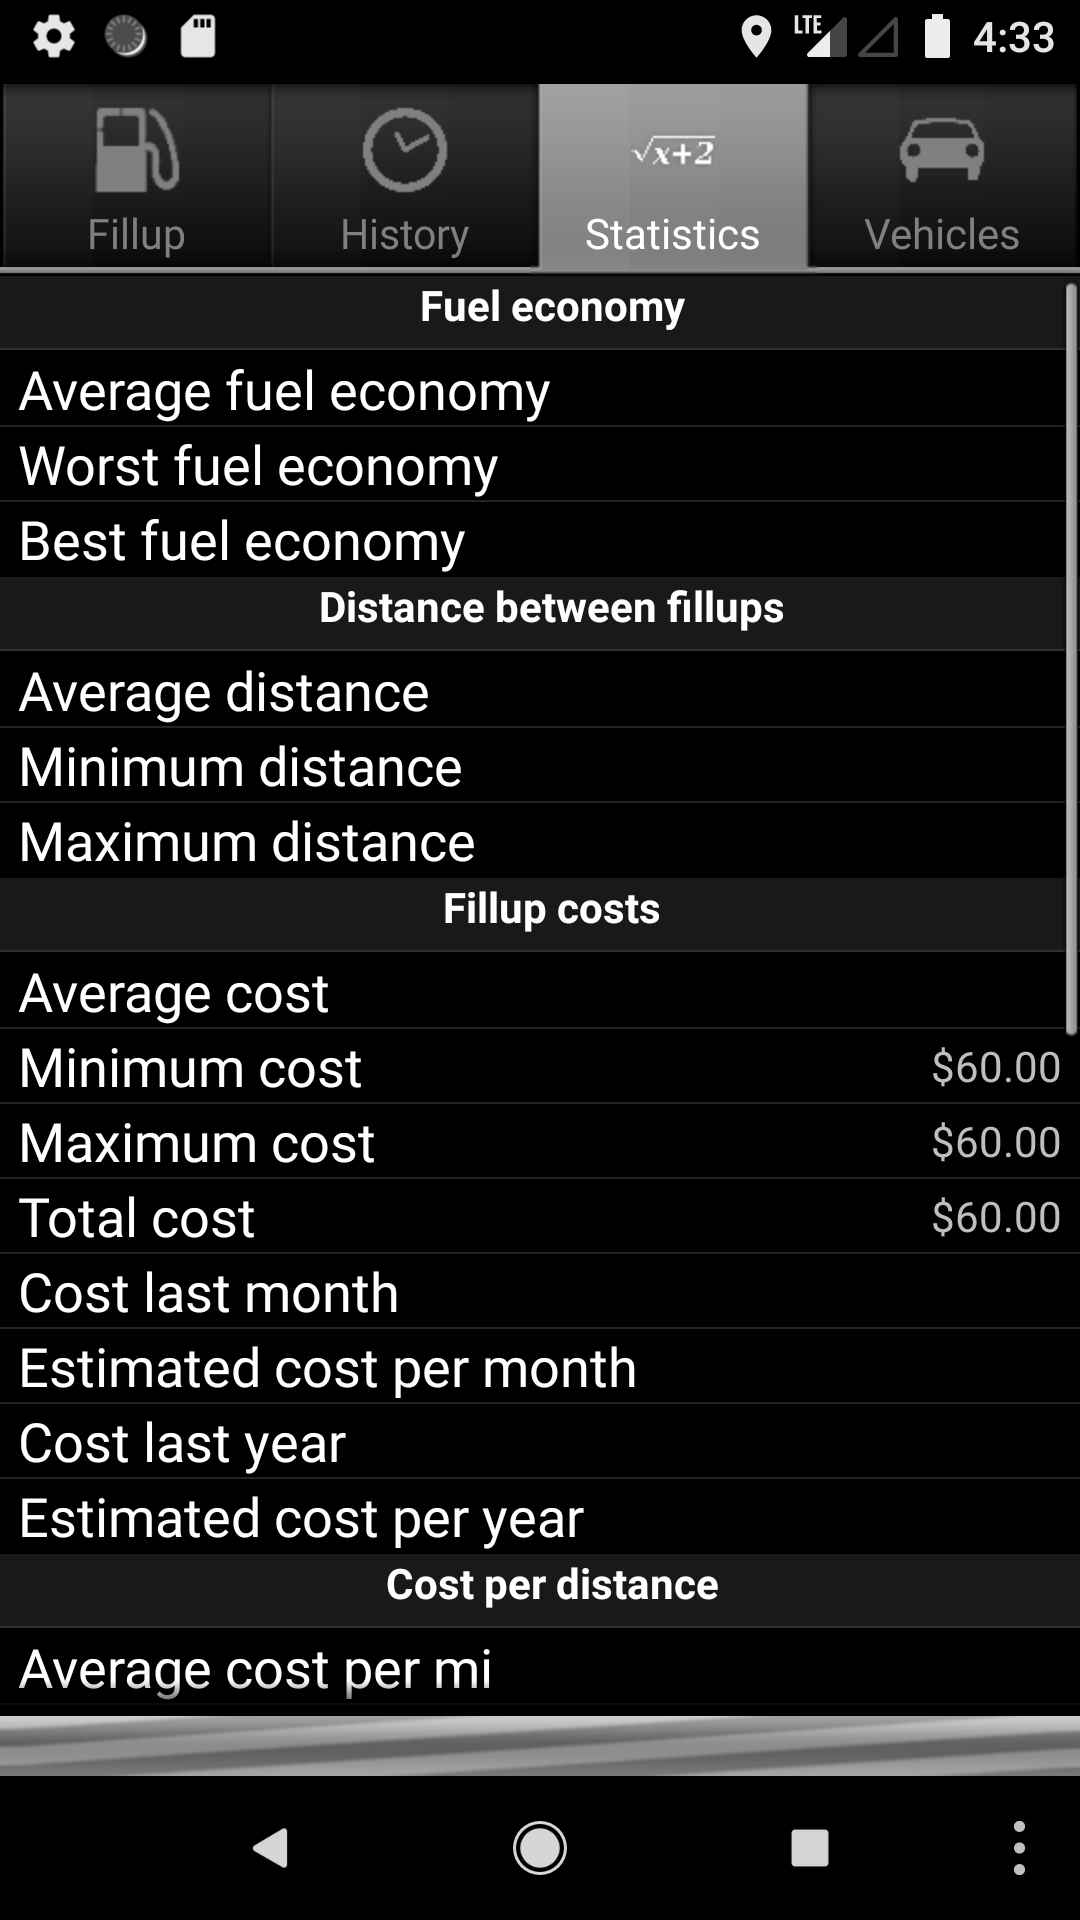 LTE 4:33
√x+2
Fillup History Statistics Vehicles
Fuel economy
Average fuel economy
Worst fuel economy
Best fuel economy
Distance between fillups
Average distance
Minimum distance
Maximum distance
Fillup costs
Average cost
Minimum cost $60.00
Maximum cost $60.00
Total cost $60.00
Cost last month
Estimated cost per month
Cost last year
Estimated cost per year
Cost per distance
Average cost per mi